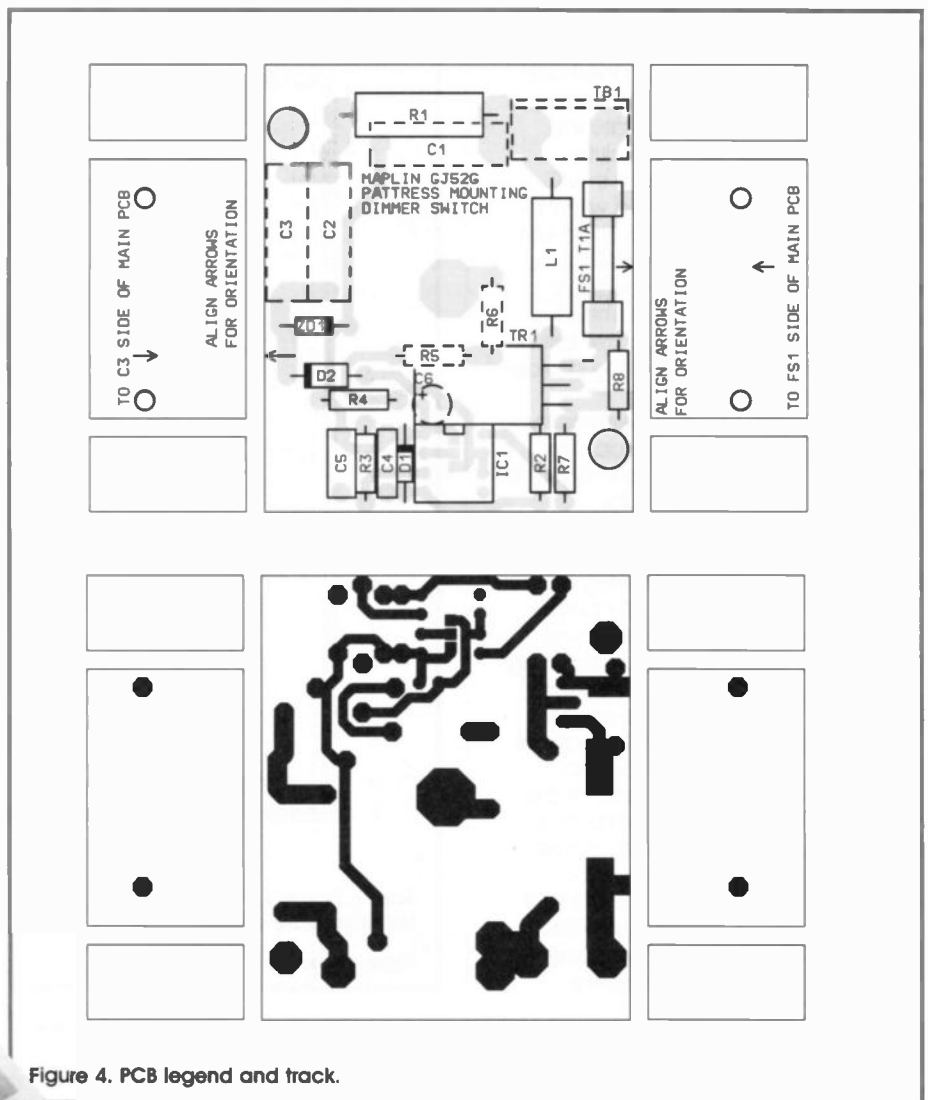 TB1
R1
C1
MAPLIN GJ52G
PATTRESS MOUNTING
DIMMER SWITCH
C3
C2
L1
FS1 T1A
TO C3 SIDE OF MAIN PCB
ALIGN ARROWS
FOR ORIENTATION
ZD1
R6
TR1
R5
D2
C6
+
R4
R8
ALIGN ARROWS
FOR ORIENTATION
TO FS1 SIDE OF MAIN PCB
C5
R3
C4
D1
IC1
R2
R7
Figure 4. PCB legend and track.